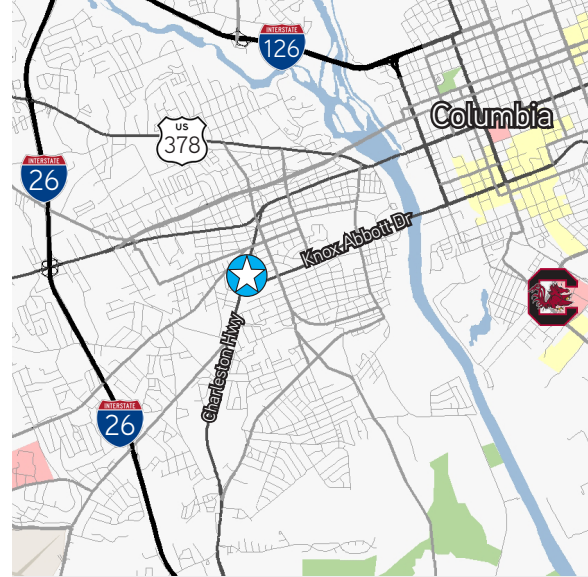 INTERSTATE
126
Columbia
US
378
INTERSTATE
26
Knox Abbott Dr
C
Charleston Hwy
INTERSTATE
26